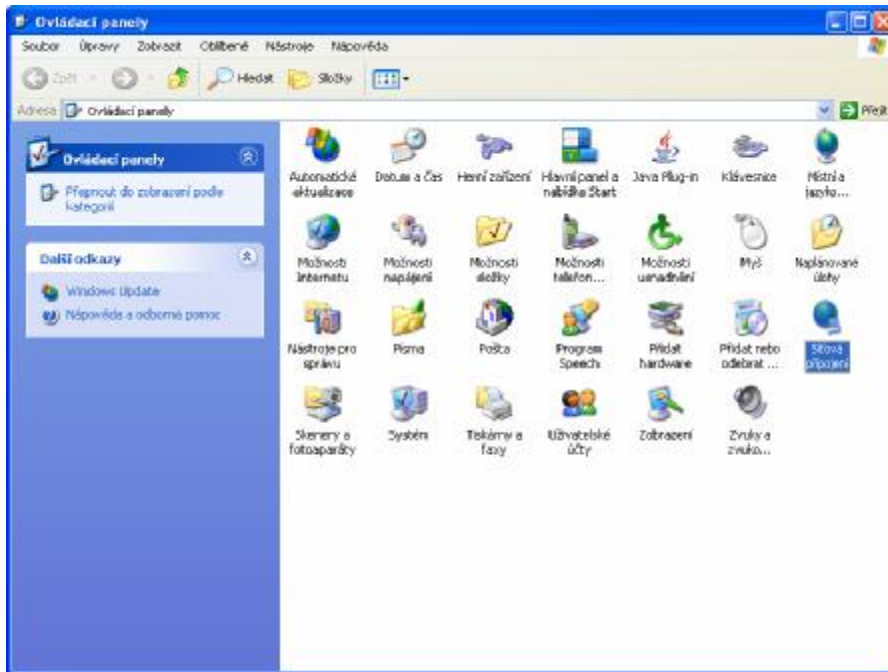 Ovládací panely
Soubor Úpravy Zobrazit Oblíbené Nástroje Nápověda
Zpět Hledat Složky
Adresa Ovládací panely Přejít
Ovládací panely
Přepnout do zobrazení podle
kategorií
Další odkazy
Windows Update
Nápověda a odborná pomoc
Automatické
aktualizace
Datum a čas
Herní zařízení
Hlavní panel a
nabídka Start
Java Plug-in
Klávesnice
Místní a
jazyko...
Možnosti
Internetu
Možnosti
napájení
Možnosti
složky
Možnosti
telefon...
Možnosti
usnadnění
Myš
Naplánované
úlohy
Nástroje pro
správu
Písma
Pošta
Program
Speech
Přidat
hardware
Přidat nebo
odebrat ...
Síťová
připojení
Skenery a
fotoaparáty
Systém
Tiskárny a
faxy
Uživatelské
účty
Zobrazení
Zvuky a
zvuko...